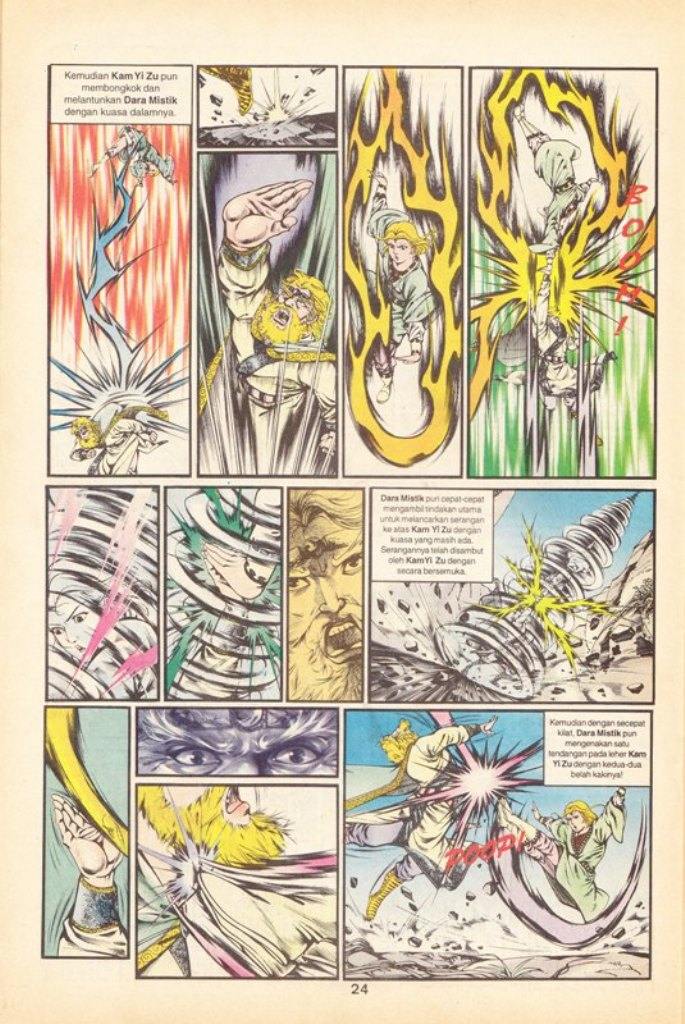 Kemudian Kam Yi Zu pun
membongkok dan
melantunkan Dara Mistik
dengan kuasa dalamnya.
BOOM!
Dara Mistik pun cepat-cepat
mengambil tindakan utama
untuk melancarkan serangan
ke atas Kam Yi Zu dengan
kuasa yang masih ada.
Serangannya telah disambut
oleh KamYi Zu dengan
secara bersemuka.
Kemudian dengan secepat
kilat, Dara Mistik pun
mengenakan satu
tendangan pada leher Kam
Yi Zu dengan kedua-dua
belah kakinya!
POOP!
24